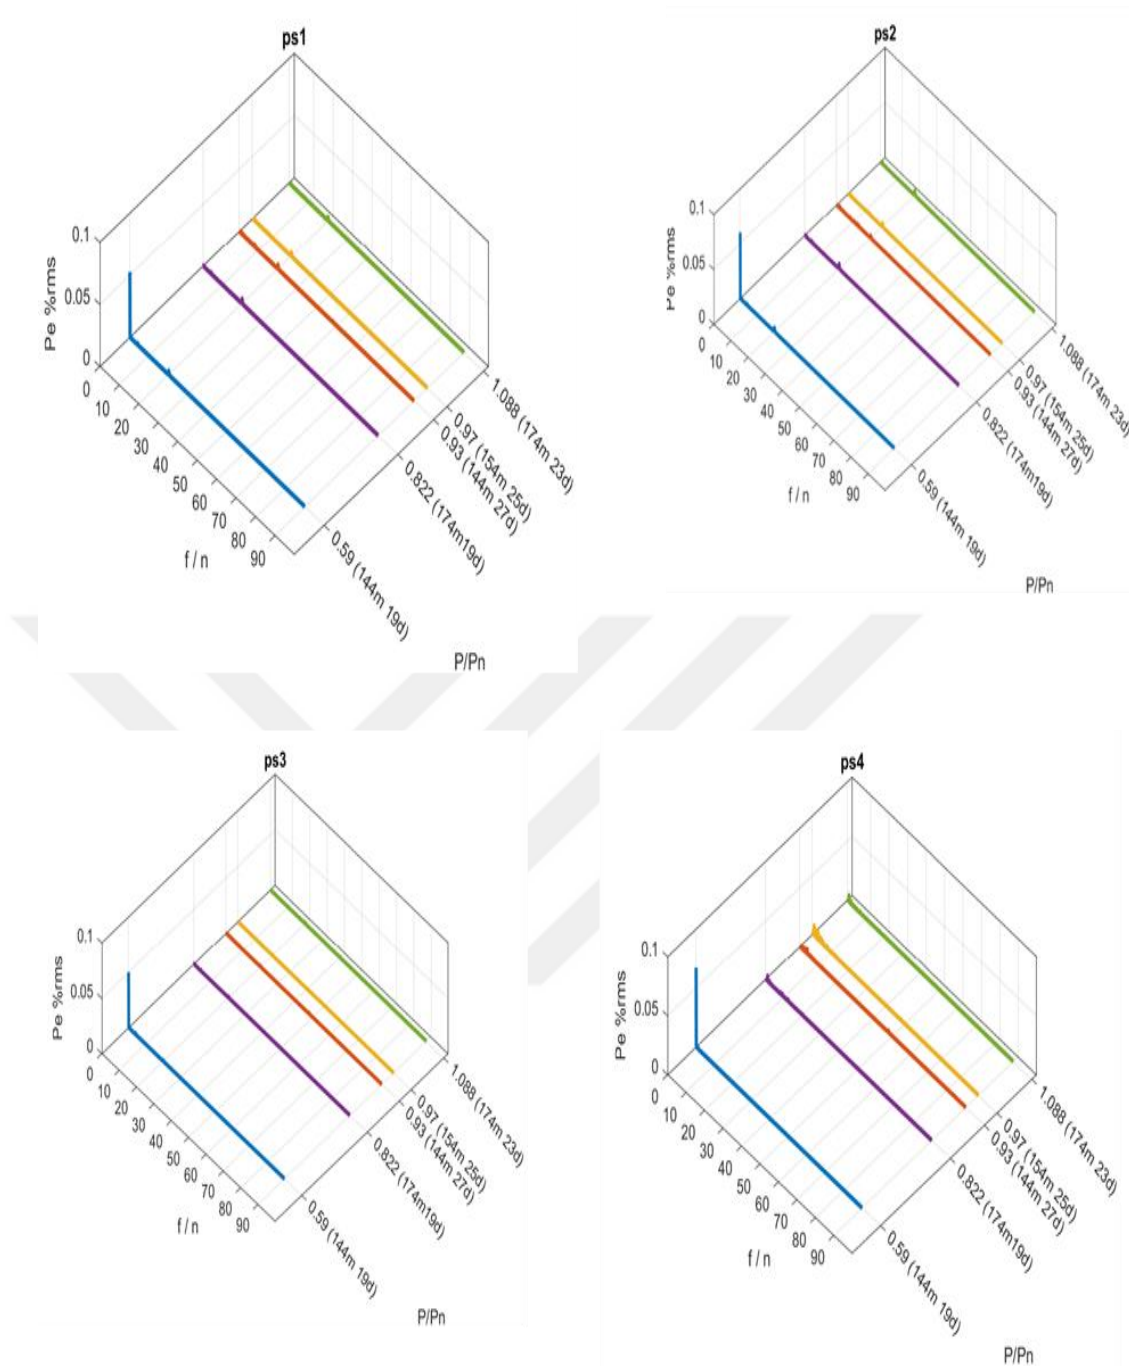 ps1
0.1
0.05
0
Pe %rms
0
10
20
30
40
50
60
70
80
90
f / n
0.59 (144m 19d)
0.822 (174m19d)
0.93 (144m 27d)
0.97 (154m 25d)
1.088 (174m 23d)
P/Pn
ps2
0.1
0.05
0
Pe %rms
0
10
20
30
40
50
60
70
80
90
f / n
0.59 (144m 19d)
0.822 (174m19d)
0.93 (144m 27d)
0.97 (154m 25d)
1.088 (174m 23d)
P/Pn
ps3
0.1
0.05
0
Pe %rms
0
10
20
30
40
50
60
70
80
90
f / n
0.59 (144m 19d)
0.822 (174m19d)
0.93 (144m 27d)
0.97 (154m 25d)
1.088 (174m 23d)
P/Pn
ps4
0.1
0.05
0
Pe %rms
0
10
20
30
40
50
60
70
80
90
f / n
0.59 (144m 19d)
0.822 (174m19d)
0.93 (144m 27d)
0.97 (154m 25d)
1.088 (174m 23d)
P/Pn